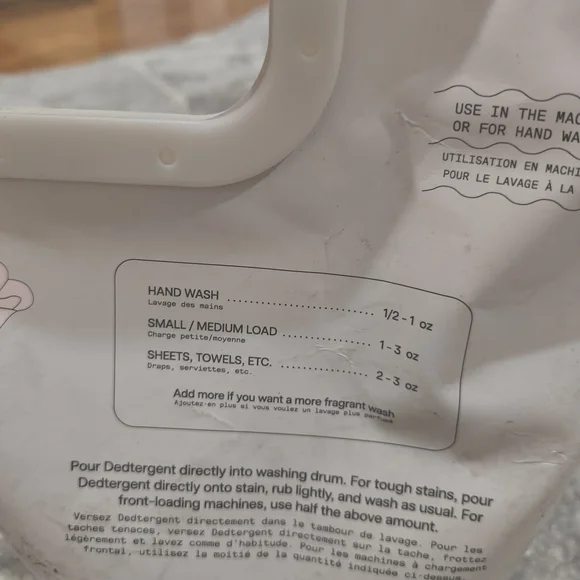 USE IN THE
OR FOR HAND
UTILISATION EN
POUR LE LAVAGE À LA
HAND WASH ........................ 1/2-1 oz
Lavage des mains
SMALL / MEDIUM LOAD ............... 1-3 oz
Charge petite/moyenne
SHEETS, TOWELS, ETC. ............... 2-3 oz
Draps, serviettes, etc.
Add more if you want a more fragrant wash
Ajoutez-en plus si vous voulez un lavage plus parfumé
Pour Dedtergent directly into washing drum. For tough stains, pour
Dedtergent directly onto stain, rub lightly, and wash as usual. For
front-loading machines, use half the above amount.
Versez Dedtergent directement dans le tambour de lavage. Pour les
taches tenaces, versez Dedtergent directement sur la tache, frottez
légèrement et lavez comme d'habitude. Pour les machines à chargement
frontal, utilisez la moitié de la quantité indiquée ci-dessus